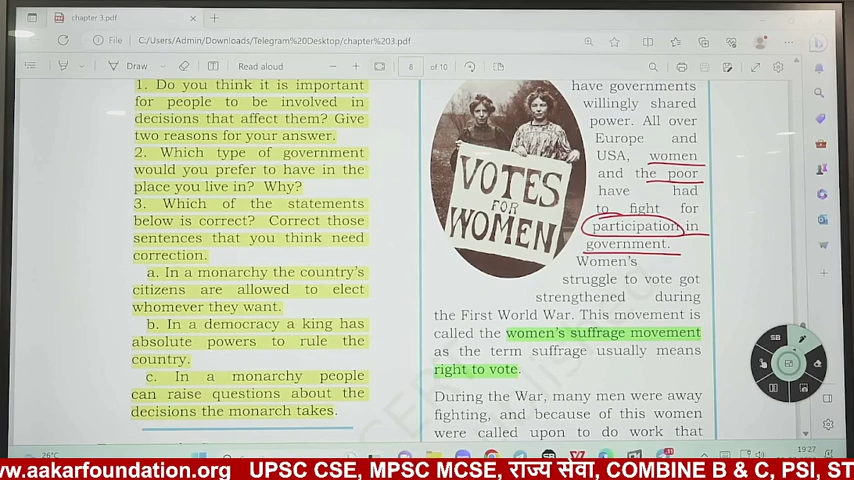 chapter 3.pdf
File
C:/Users/Admin/Downloads/Telegram%20Desktop/chapter%203.pdf
Draw
Read aloud
8
of 10
1. Do you think it is important
for people to be involved in
decisions that affect them? Give
two reasons for your answer.
2. Which type of government
would you prefer to have in the
place you live in? Why?
3. Which of the statements
below is correct? Correct those
sentences that you think need
correction.
a. In a monarchy the country's
citizens are allowed to elect
whomever they want.
b. In a democracy a king has
absolute powers to rule the
country.
c. In a monarchy people
can raise questions about the
decisions the monarch takes.
VOTES
FOR
WOMEN
have governments
willingly shared
power. All over
Europe and
USA, women
and the poor
have had
to fight for
participation in
government.
Women's
struggle to vote got
strengthened during
the First World War. This movement is
called the women's suffrage movement
as the term suffrage usually means
right to vote.
During the War, many men were away
fighting, and because of this women
were called upon to do work that
SB
26°C
19:27
www.aakarfoundation.org UPSC CSE, MPSC MCSE, राज्य सेवा, COMBINE B & C, PSI, ST